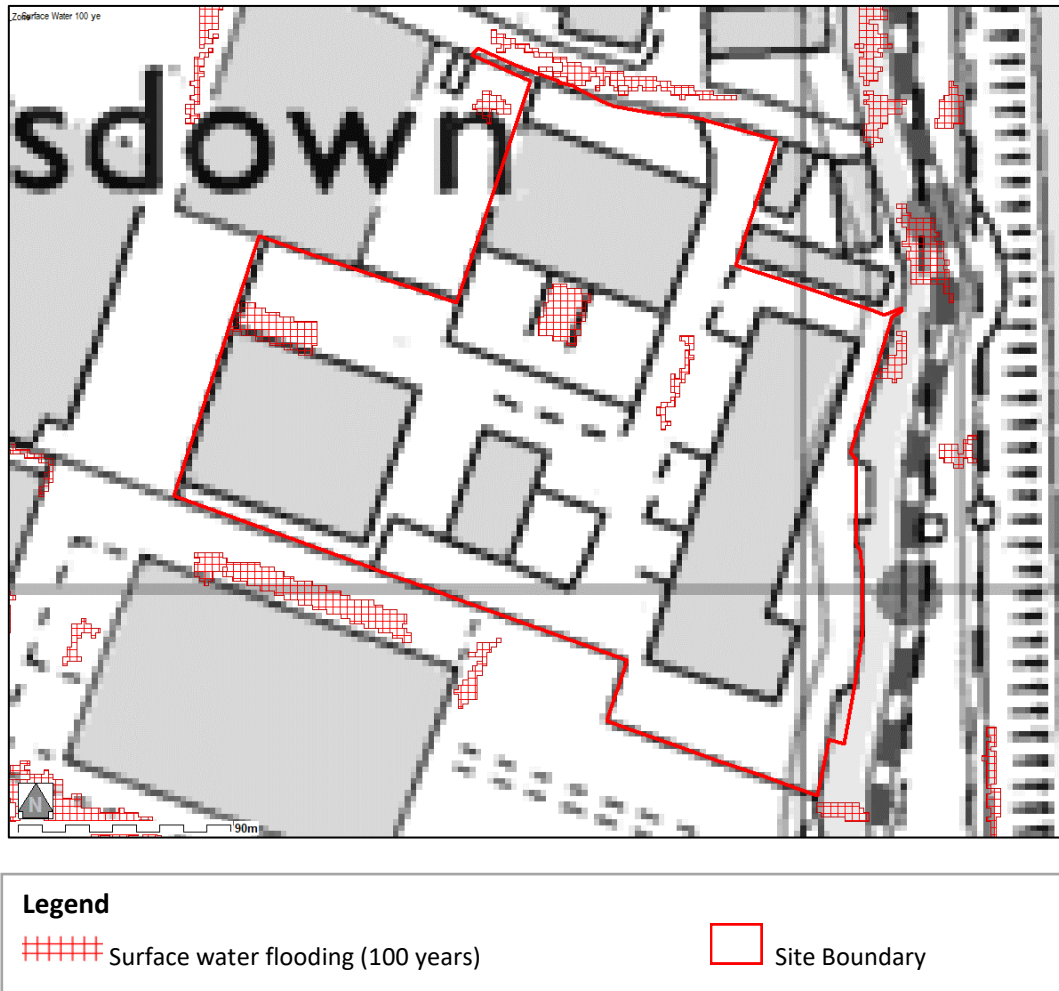 Surface Water 100 ye
sdown
N
90m
Legend
Surface water flooding (100 years)
Site Boundary